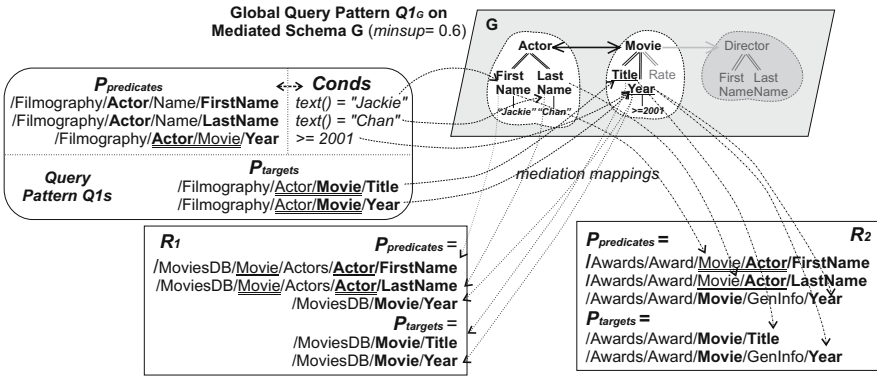 Global Query Pattern Q1G on
Mediated Schema G (minsup= 0.6)
G
Actor
Movie
Director
First Name
Last Name
Title
Rate
Year
First Name
Last Name
"Jackie" "Chan"
>=2001
Ppredicates
Conds
/Filmography/Actor/Name/FirstName text() = "Jackie"
/Filmography/Actor/Name/LastName text() = "Chan"
/Filmography/Actor/Movie/Year >= 2001
Query
Pattern Q1s
Ptargets
/Filmography/Actor/Movie/Title
/Filmography/Actor/Movie/Year
mediation mappings
R1
Ppredicates =
/MoviesDB/Movie/Actors/Actor/FirstName
/MoviesDB/Movie/Actors/Actor/LastName
/MoviesDB/Movie/Year
Ptargets =
/MoviesDB/Movie/Title
/MoviesDB/Movie/Year
R2
Ppredicates =
/Awards/Award/Movie/Actor/FirstName
/Awards/Award/Movie/Actor/LastName
/Awards/Award/Movie/GenInfo/Year
Ptargets =
/Awards/Award/Movie/Title
/Awards/Award/Movie/GenInfo/Year